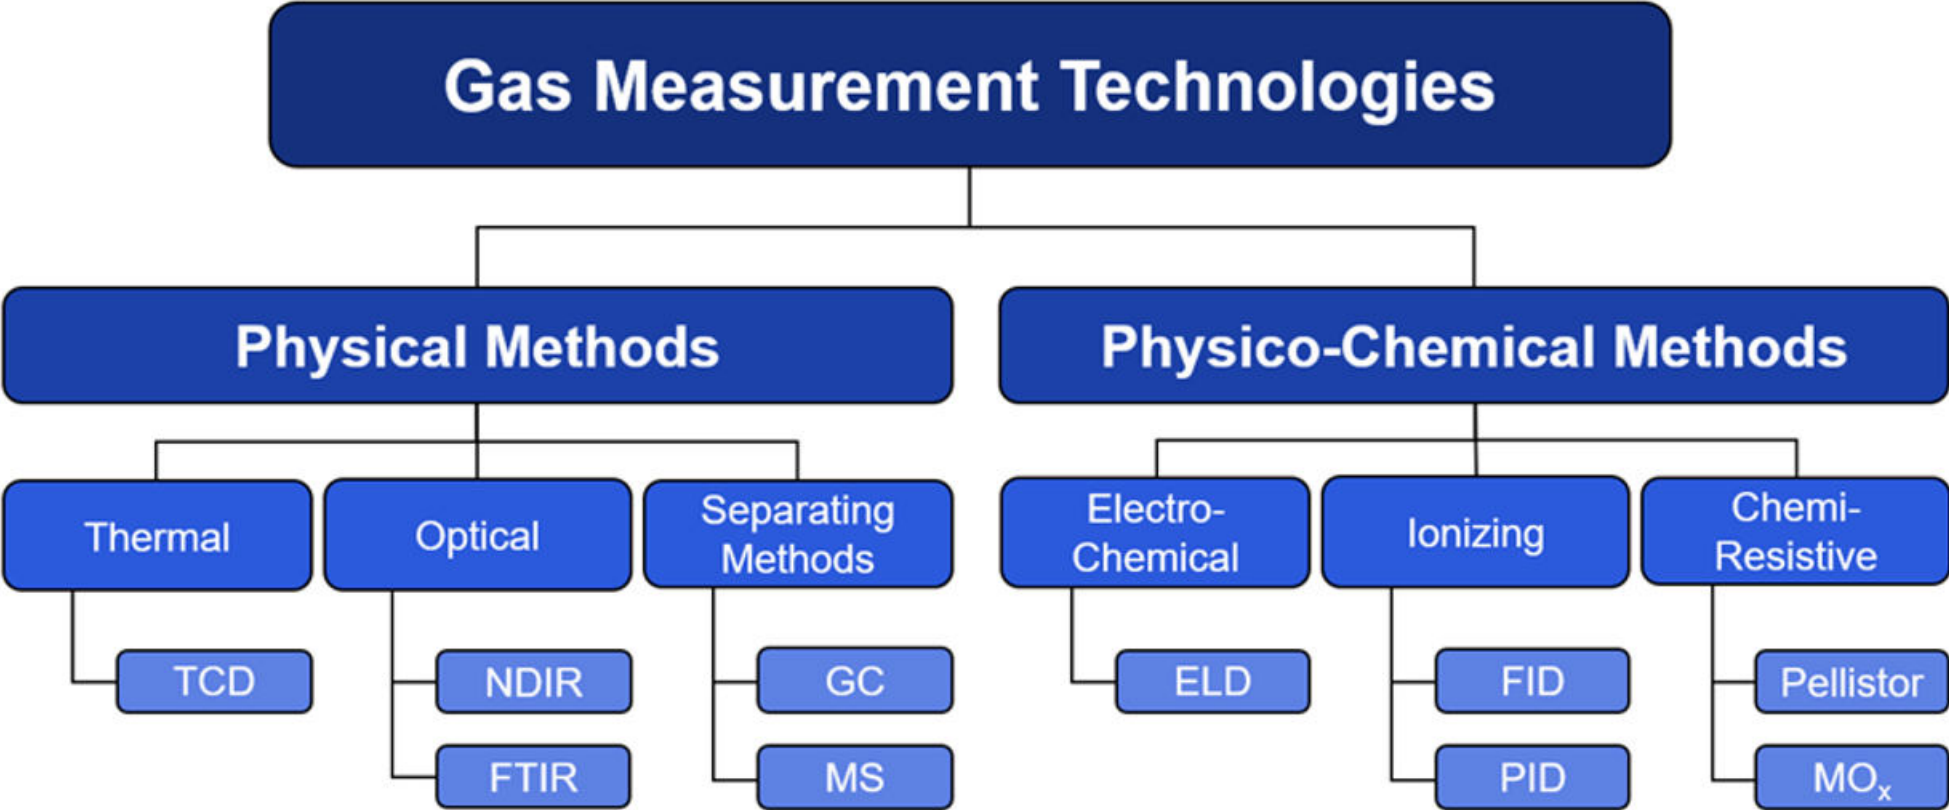 Gas Measurement Technologies
Physical Methods
Physico-Chemical Methods
Thermal
Optical
Separating
Methods
Electro-
Chemical
Ionizing
Chemi-
Resistive
TCD
NDIR
GC
ELD
FID
Pellistor
FTIR
MS
PID
MOₓ